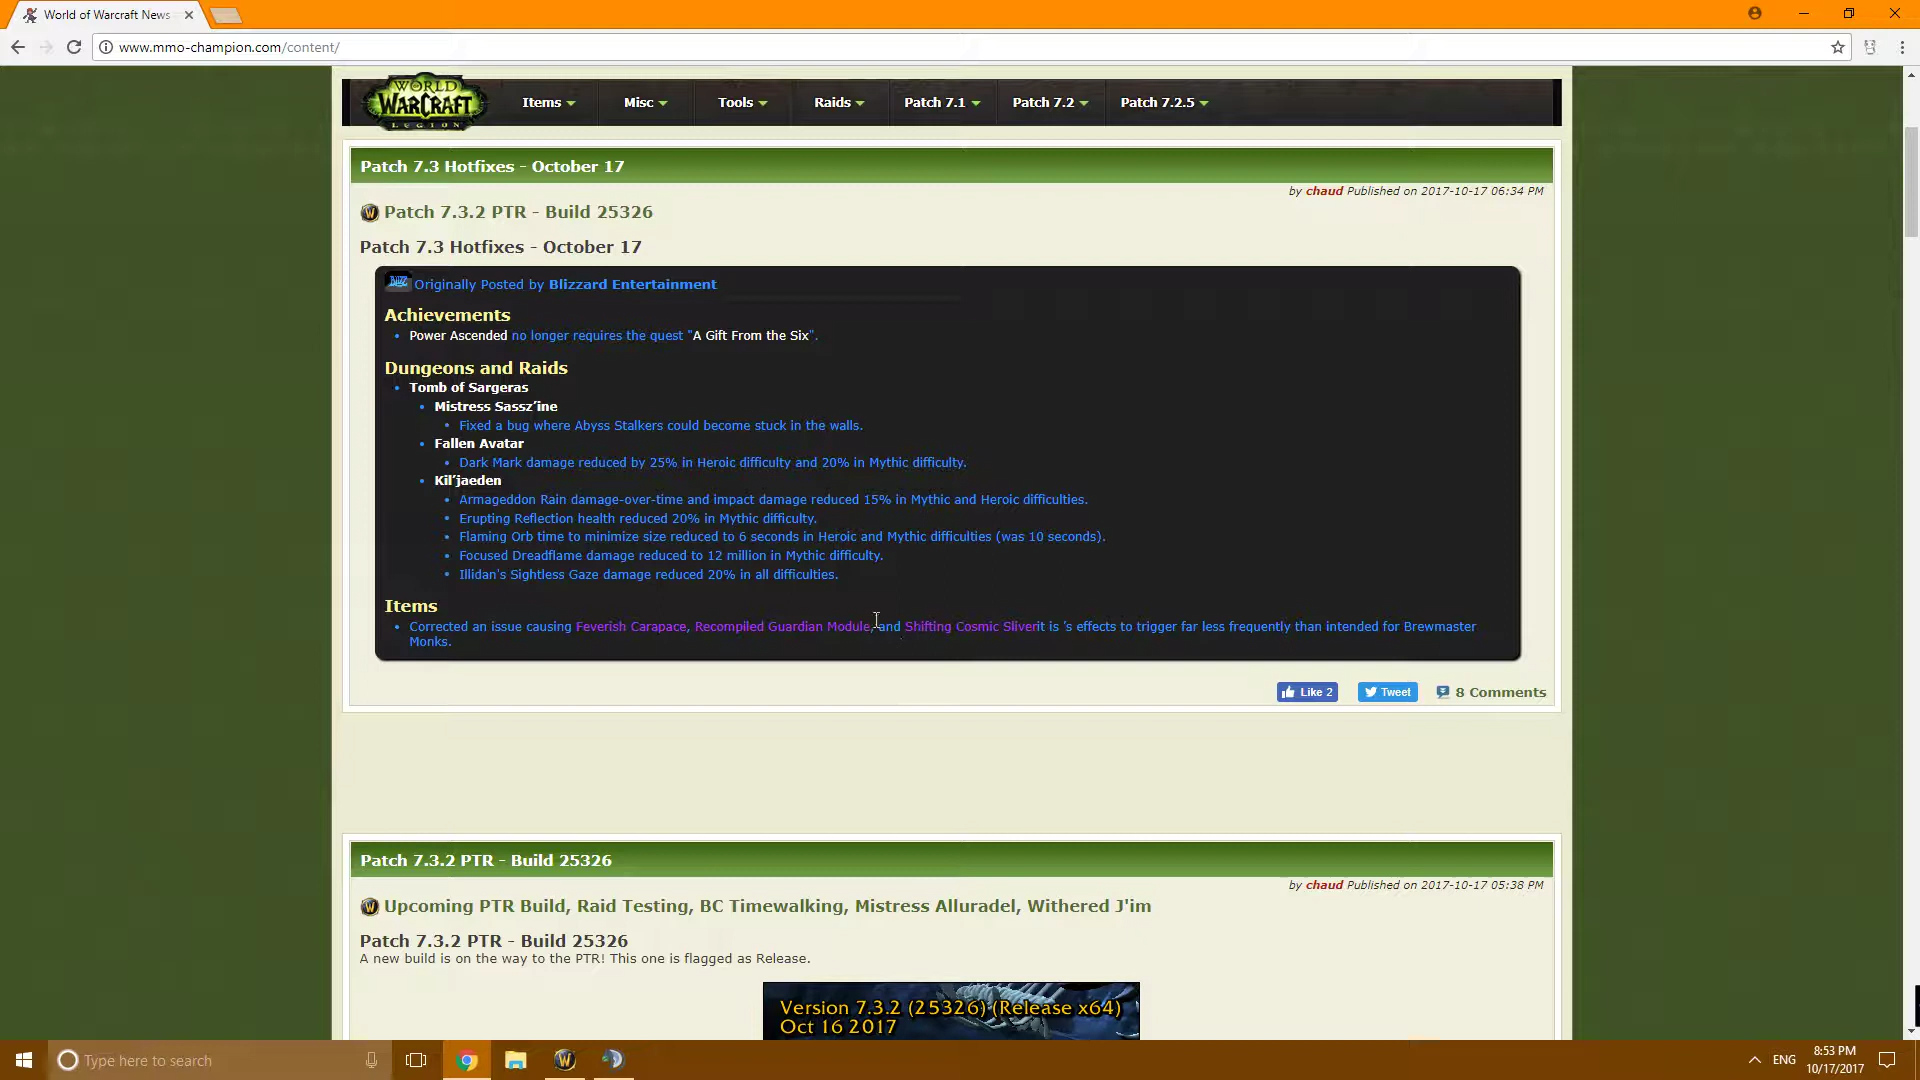 World of Warcraft News
www.mmo-champion.com/content/
WORLD OF WARCRAFT LEGION
Items Misc Tools Raids Patch 7.1 Patch 7.2 Patch 7.2.5
Patch 7.3 Hotfixes - October 17
by chaud Published on 2017-10-17 06:34 PM
Patch 7.3.2 PTR - Build 25326
Patch 7.3 Hotfixes - October 17
BLIZZ Originally Posted by Blizzard Entertainment
Achievements
• Power Ascended no longer requires the quest "A Gift From the Six".
Dungeons and Raids
• Tomb of Sargeras
• Mistress Sassz'ine
• Fixed a bug where Abyss Stalkers could become stuck in the walls.
• Fallen Avatar
• Dark Mark damage reduced by 25% in Heroic difficulty and 20% in Mythic difficulty.
• Kil'jaeden
• Armageddon Rain damage-over-time and impact damage reduced 15% in Mythic and Heroic difficulties.
• Erupting Reflection health reduced 20% in Mythic difficulty.
• Flaming Orb time to minimize size reduced to 6 seconds in Heroic and Mythic difficulties (was 10 seconds).
• Focused Dreadflame damage reduced to 12 million in Mythic difficulty.
• Illidan's Sightless Gaze damage reduced 20% in all difficulties.
Items
• Corrected an issue causing Feverish Carapace, Recompiled Guardian Module, and Shifting Cosmic Sliverit is 's effects to trigger far less frequently than intended for Brewmaster
Monks.
Like 2 Tweet 8 Comments
Patch 7.3.2 PTR - Build 25326
by chaud Published on 2017-10-17 05:38 PM
Upcoming PTR Build, Raid Testing, BC Timewalking, Mistress Alluradel, Withered J'im
Patch 7.3.2 PTR - Build 25326
A new build is on the way to the PTR! This one is flagged as Release.
Version 7.3.2 (25326) (Release x64)
Oct 16 2017
Type here to search
ENG
8:53 PM
10/17/2017